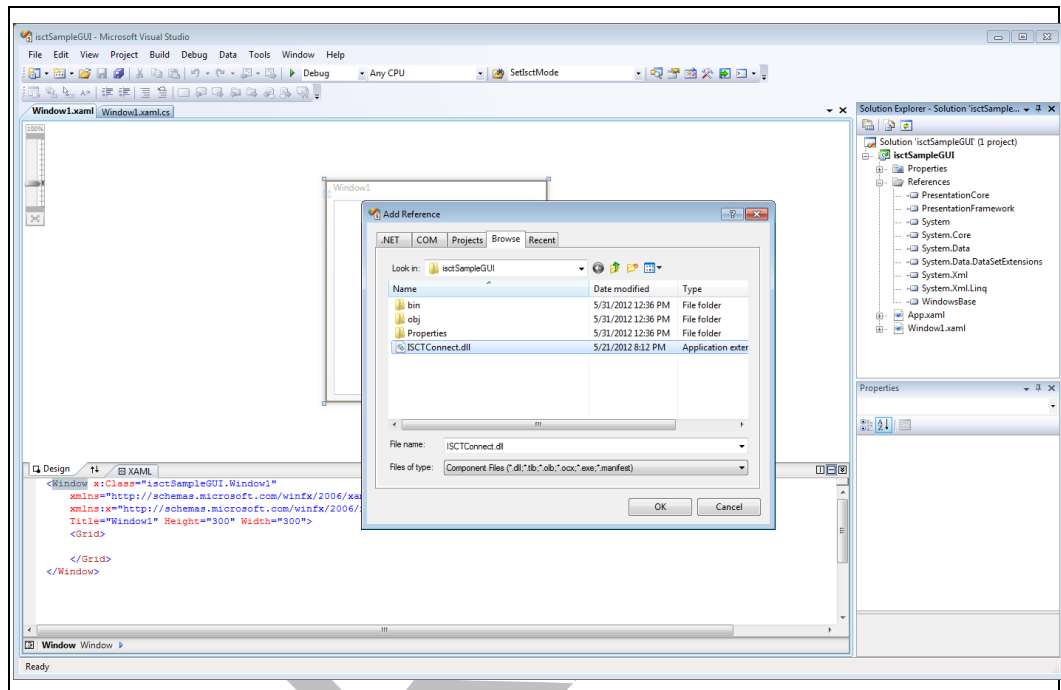 isctSampleGUI - Microsoft Visual Studio
File Edit View Project Build Debug Data Tools Window Help
Debug Any CPU SetIsctMode
Window1.xaml Window1.xaml.cs
100%
Window1
Add Reference
.NET COM Projects Browse Recent
Look in: isctSampleGUI
Name Date modified Type
bin 5/31/2012 12:36 PM File folder
obj 5/31/2012 12:36 PM File folder
Properties 5/31/2012 12:36 PM File folder
ISCTConnect.dll 5/21/2012 8:12 PM Application exter
File name: ISCTConnect.dll
Files of type: Component Files (*.dll;*.tlb;*.olb;*.ocx;*.exe;*.manifest)
OK Cancel
Solution Explorer - Solution 'isctSample...
Solution 'isctSampleGUI' (1 project)
isctSampleGUI
Properties
References
PresentationCore
PresentationFramework
System
System.Core
System.Data
System.Data.DataSetExtensions
System.Xml
System.Xml.Linq
WindowsBase
App.xaml
Window1.xaml
Properties
Design XAML
<Window x:Class="isctSampleGUI.Window1"
xmlns="http://schemas.microsoft.com/winfx/2006/xa
xmlns:x="http://schemas.microsoft.com/winfx/2006/
Title="Window1" Height="300" Width="300">
<Grid>
</Grid>
</Window>
Window Window
Ready